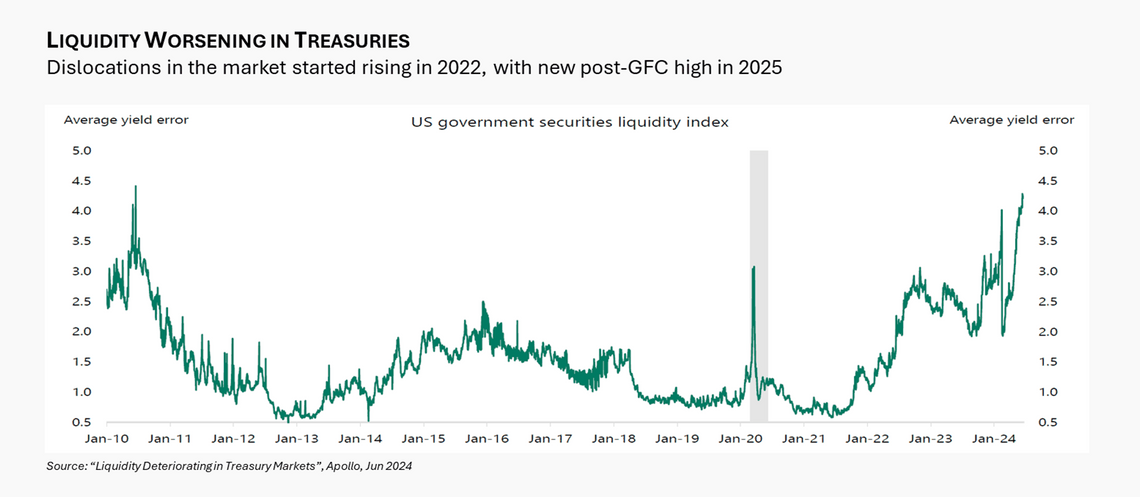 LIQUIDITY WORSENING IN TREASURIES
Dislocations in the market started rising in 2022, with new post-GFC high in 2025
Average yield error
US government securities liquidity index
Average yield error
5.0
5.0
4.5
4.5
4.0
4.0
3.5
3.5
3.0
3.0
2.5
2.5
2.0
2.0
1.5
1.5
1.0
1.0
0.5
0.5
Jan-10 Jan-11 Jan-12 Jan-13 Jan-14 Jan-15 Jan-16 Jan-17 Jan-18 Jan-19 Jan-20 Jan-21 Jan-22 Jan-23 Jan-24
Source: “Liquidity Deteriorating in Treasury Markets”, Apollo, Jun 2024